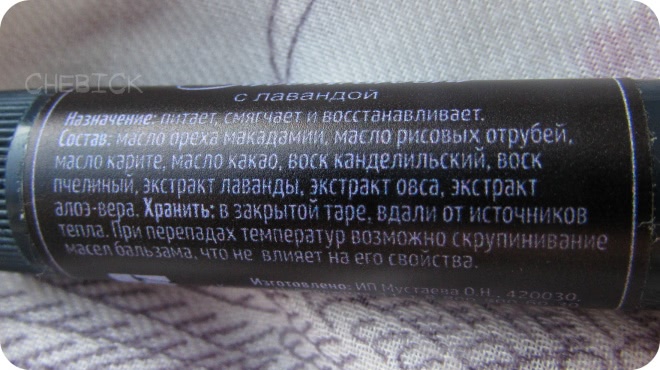 CHEBICK
с лавандой
Назначение: питает, смягчает и восстанавливает.
Состав: масло ореха макадамии, масло рисовых отрубей,
масло карите, масло какао, воск канделильский, воск
пчелиный, экстракт лаванды, экстракт овса, экстракт
алоэ-вера. Хранить: в закрытой таре, вдали от источников
тепла. При перепадах температур возможно скрупинивание
масел бальзама, что не влияет на его свойства.
Изготовлено: ИП Мустаева О.Н., 420030,